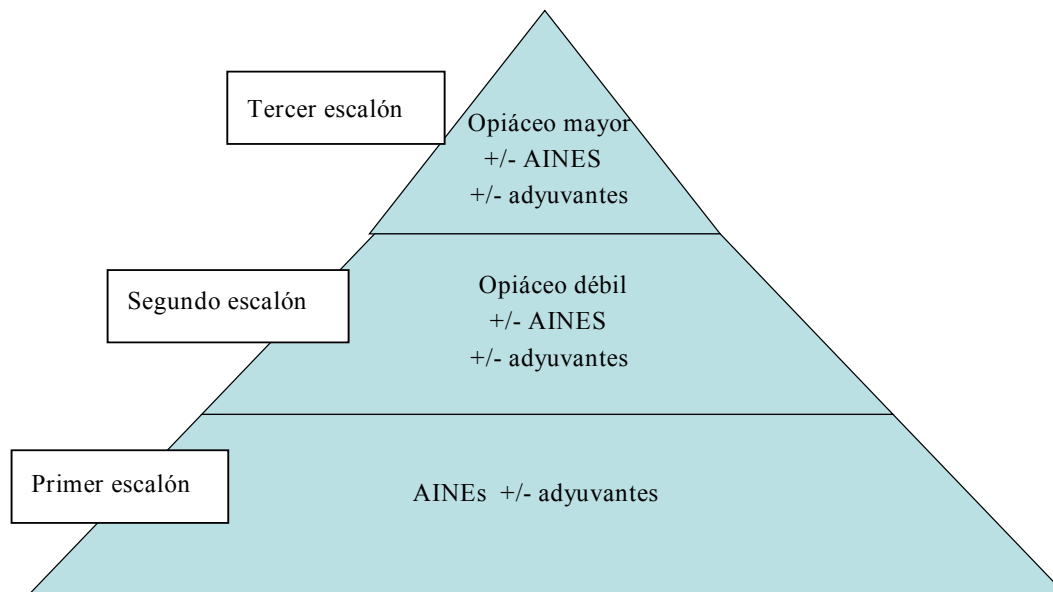 Tercer escalón
Opiáceo mayor
+/- AINES
+/- adyuvantes
Segundo escalón
Opiáceo débil
+/- AINES
+/- adyuvantes
Primer escalón
AINEs +/- adyuvantes